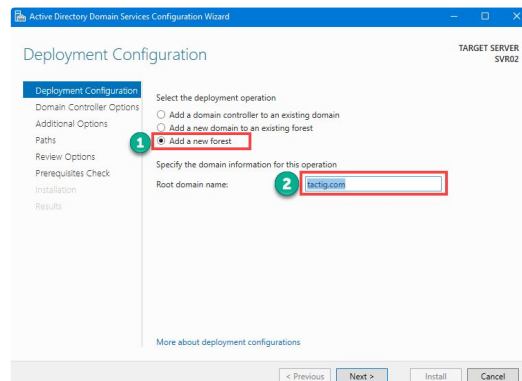 Active Directory Domain Services Configuration Wizard
Deployment Configuration
TARGET SERVER
SVR02
Deployment Configuration
Domain Controller Options
Additional Options
Paths
Review Options
Prerequisites Check
Installation
Results
Select the deployment operation
Add a domain controller to an existing domain
Add a new domain to an existing forest
1 Add a new forest
Specify the domain information for this operation
Root domain name: 2 tactig.com
More about deployment configurations
< Previous Next > Install Cancel